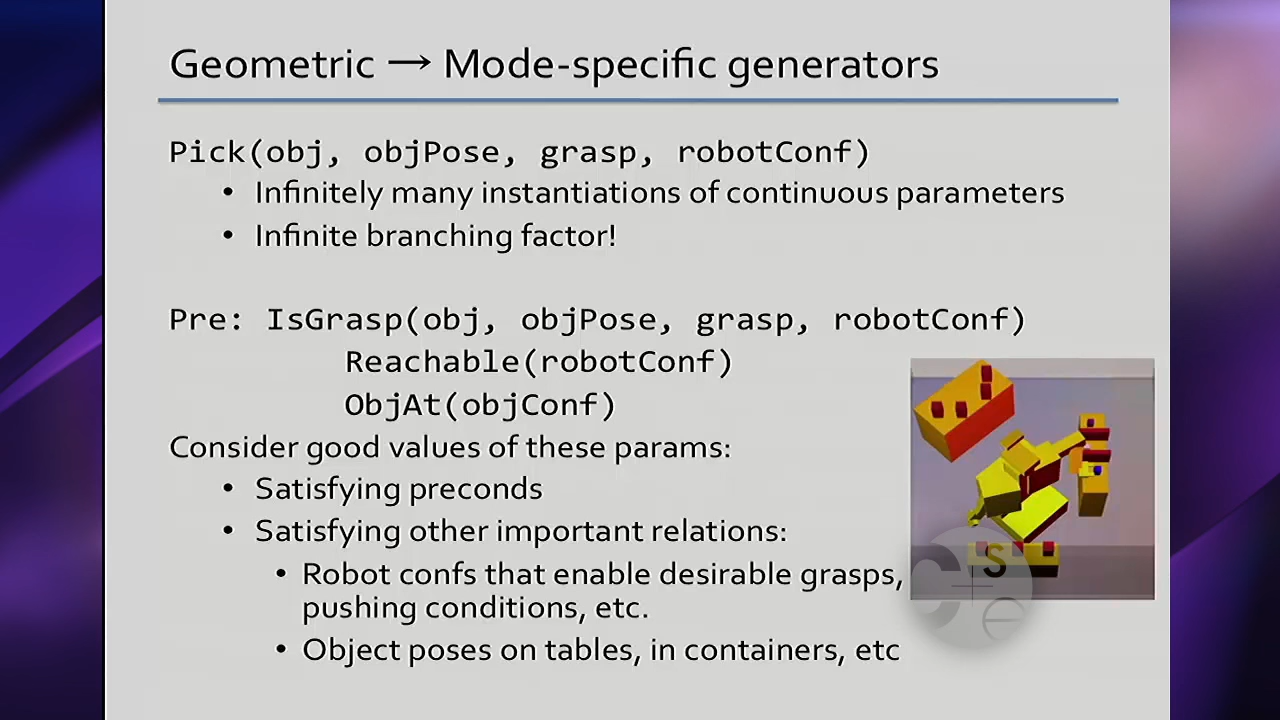 Geometric → Mode-specific generators
Pick(obj, objPose, grasp, robotConf)
• Infinitely many instantiations of continuous parameters
• Infinite branching factor!
Pre: IsGrasp(obj, objPose, grasp, robotConf)
Reachable(robotConf)
ObjAt(objConf)
Consider good values of these params:
• Satisfying preconds
• Satisfying other important relations:
• Robot confs that enable desirable grasps,
pushing conditions, etc.
• Object poses on tables, in containers, etc
C S e